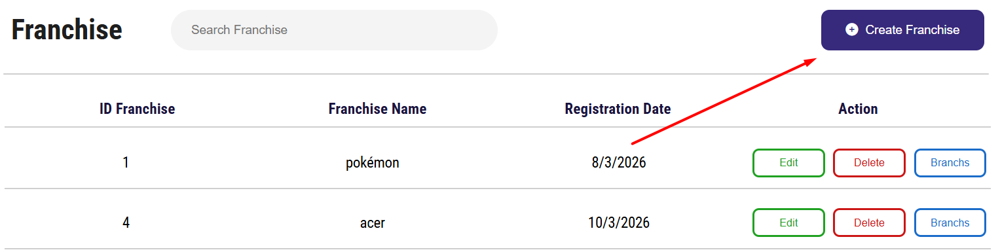 Franchise Search Franchise Create Franchise
ID Franchise Franchise Name Registration Date Action
1 pokémon 8/3/2026 Edit Delete Branchs
4 acer 10/3/2026 Edit Delete Branchs